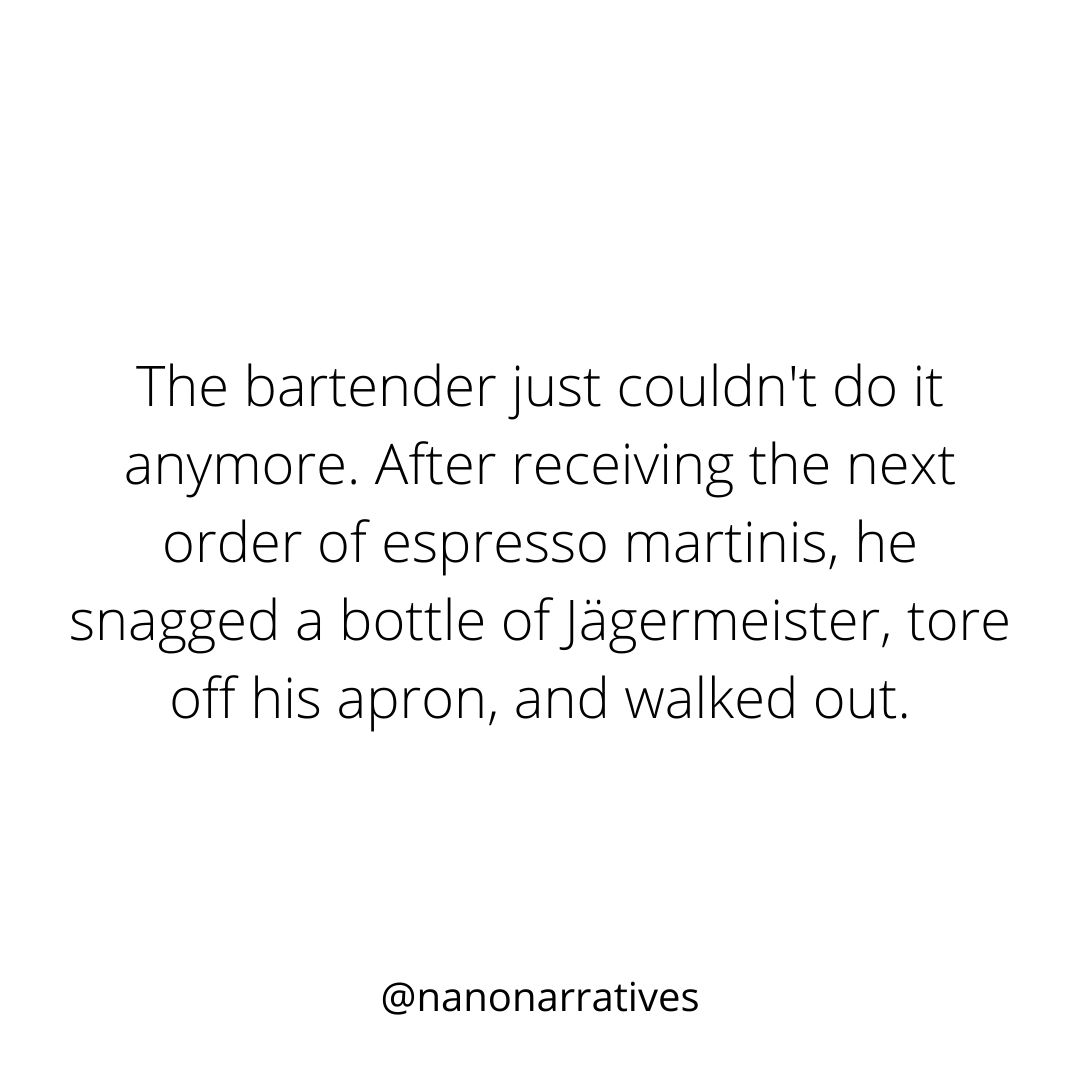 The bartender just couldn't do it
anymore. After receiving the next
order of espresso martinis, he
snagged a bottle of Jägermeister, tore
off his apron, and walked out.
@nanonarratives